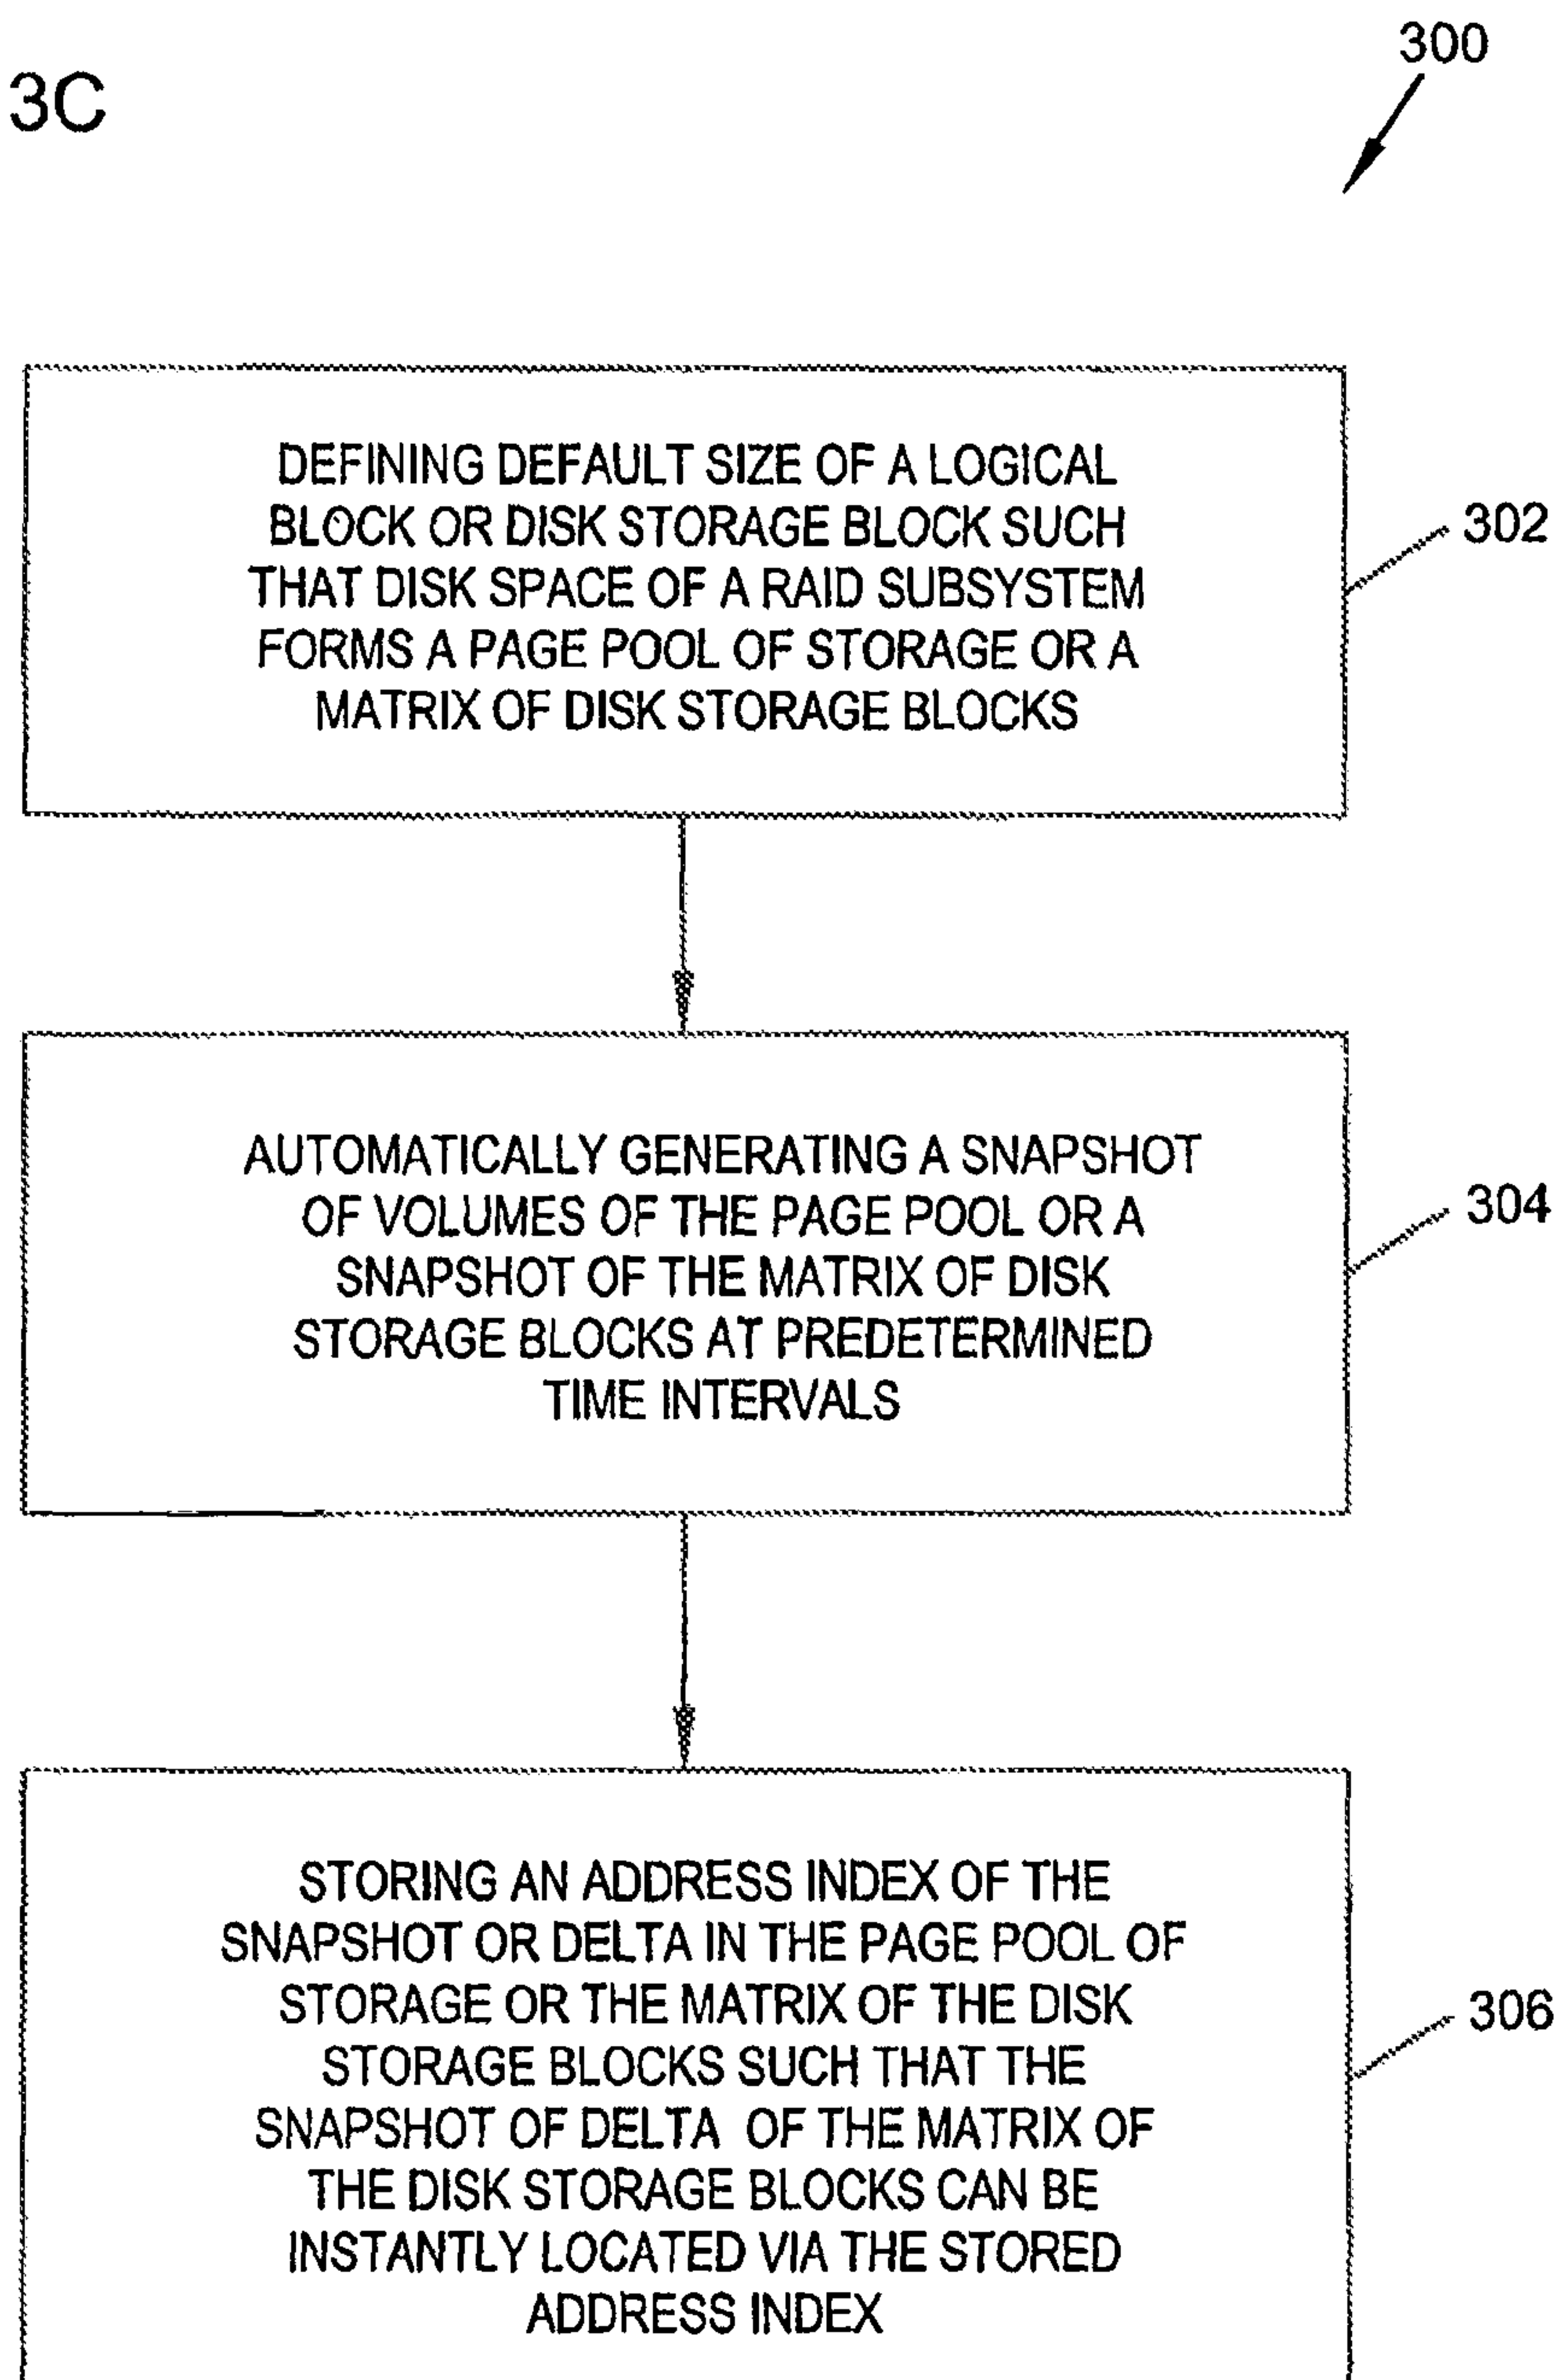 300
3C
DEFINING DEFAULT SIZE OF A LOGICAL
BLOCK OR DISK STORAGE BLOCK SUCH
THAT DISK SPACE OF A RAID SUBSYSTEM
FORMS A PAGE POOL OF STORAGE OR A
MATRIX OF DISK STORAGE BLOCKS
302
AUTOMATICALLY GENERATING A SNAPSHOT
OF VOLUMES OF THE PAGE POOL OR A
SNAPSHOT OF THE MATRIX OF DISK
STORAGE BLOCKS AT PREDETERMINED
TIME INTERVALS
304
STORING AN ADDRESS INDEX OF THE
SNAPSHOT OR DELTA IN THE PAGE POOL OF
STORAGE OR THE MATRIX OF THE DISK
STORAGE BLOCKS SUCH THAT THE
SNAPSHOT OF DELTA OF THE MATRIX OF
THE DISK STORAGE BLOCKS CAN BE
INSTANTLY LOCATED VIA THE STORED
ADDRESS INDEX
306